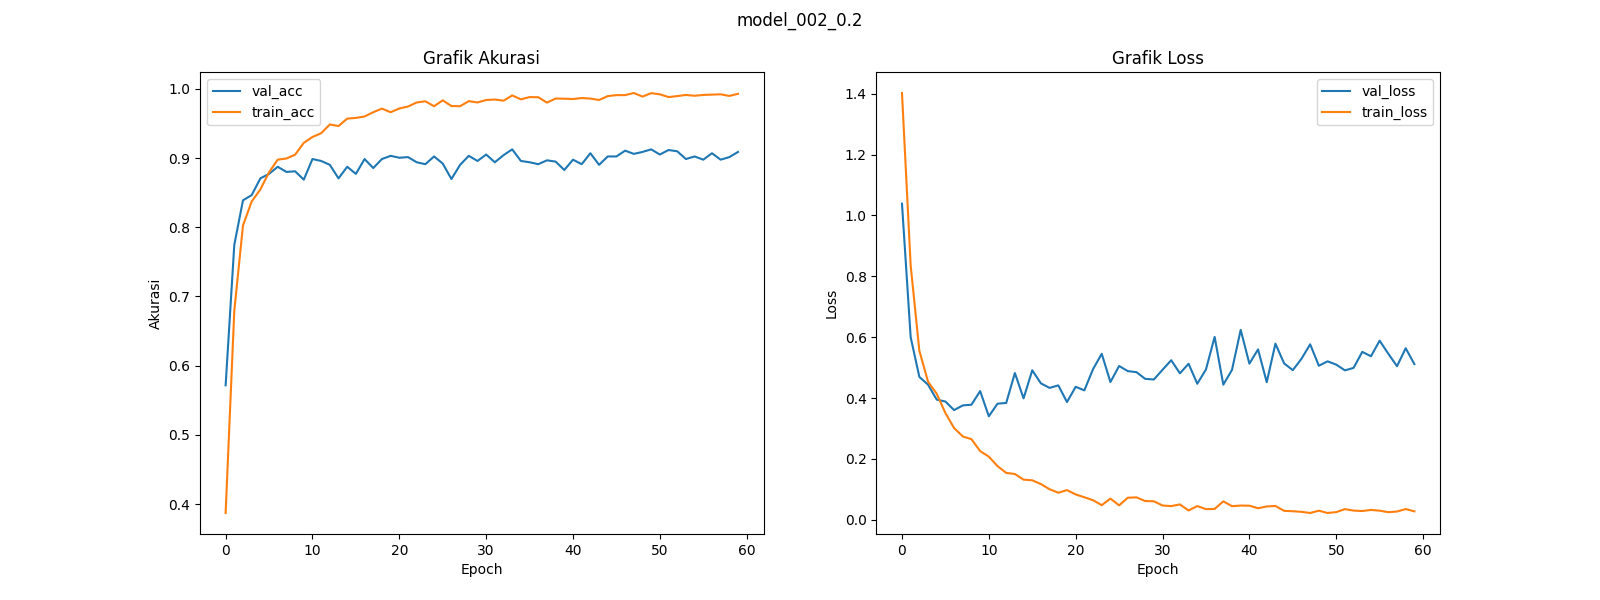 model_002_0.2
Grafik Akurasi
val_acc
train_acc
1.0
0.9
0.8
0.7
0.6
0.5
0.4
Akurasi
0 10 20 30 40 50 60
Epoch
Grafik Loss
val_loss
train_loss
1.4
1.2
1.0
0.8
0.6
0.4
0.2
0.0
Loss
0 10 20 30 40 50 60
Epoch